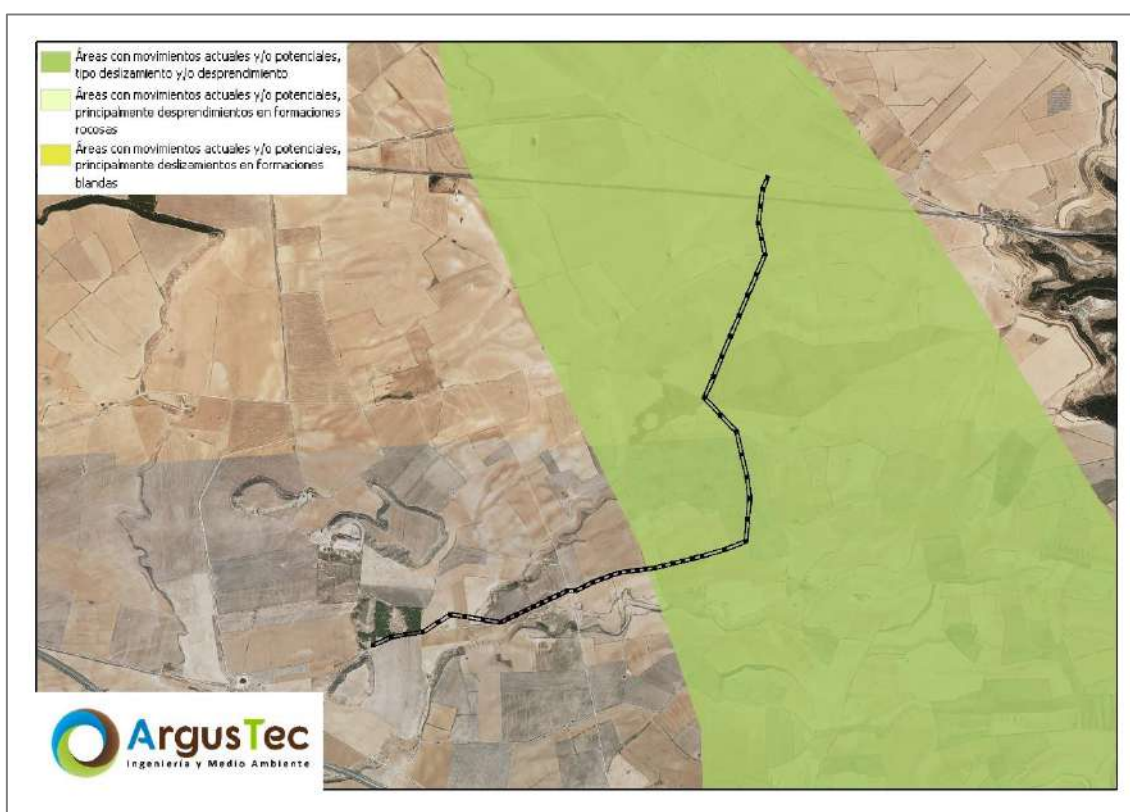 Áreas con movimientos actuales y/o potenciales,
tipo deslizamiento y/o desprendimiento
Áreas con movimientos actuales y/o potenciales,
principalmente desprendimientos en formaciones
rocosas
Áreas con movimientos actuales y/o potenciales,
principalmente deslizamientos en formaciones
blandas
ArgusTec
Ingeniería y Medio Ambiente